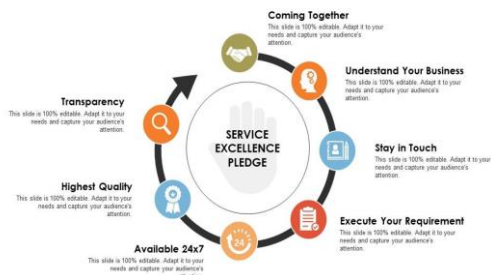 Coming Together
This slide is 100% editable. Adapt it to your
needs and capture your audience's
attention.
Understand Your Business
This slide is 100% editable. Adapt it to your
needs and capture your audience's
attention.
Stay in Touch
This slide is 100% editable. Adapt it to your
needs and capture your audience's
attention.
Execute Your Requirement
This slide is 100% editable. Adapt it to your
needs and capture your audience's
attention.
Available 24x7
This slide is 100% editable. Adapt it to your
needs and capture your audience's
24
Highest Quality
This slide is 100% editable. Adapt it to your
needs and capture your audience's
attention.
Transparency
This slide is 100% editable. Adapt it to your
needs and capture your audience's
attention.
SERVICE
EXCELLENCE
PLEDGE